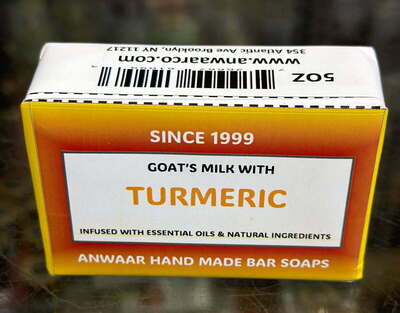 354 Atlantic Ave Brooklyn, NY 11217
www.anwaarco.com
5OZ
SINCE 1999
GOAT'S MILK WITH
TURMERIC
INFUSED WITH ESSENTIAL OILS & NATURAL INGREDIENTS
ANWAAR HAND MADE BAR SOAPS